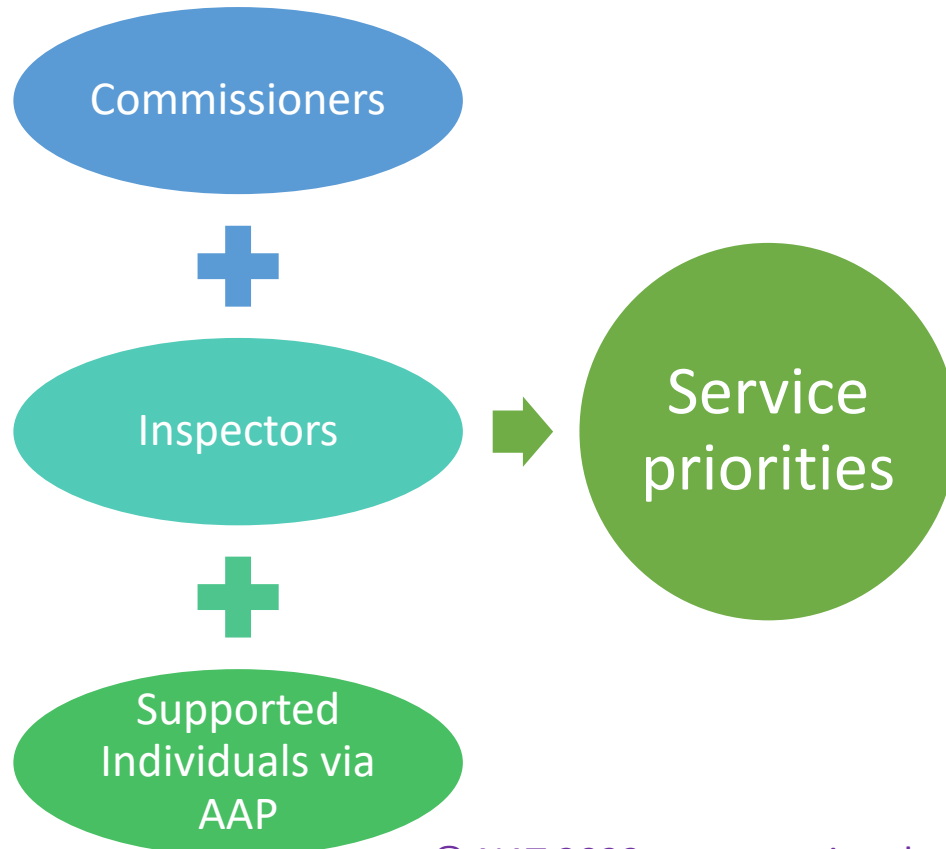 Commissioners
Inspectors
Service
priorities
Supported
Individuals via
AAP